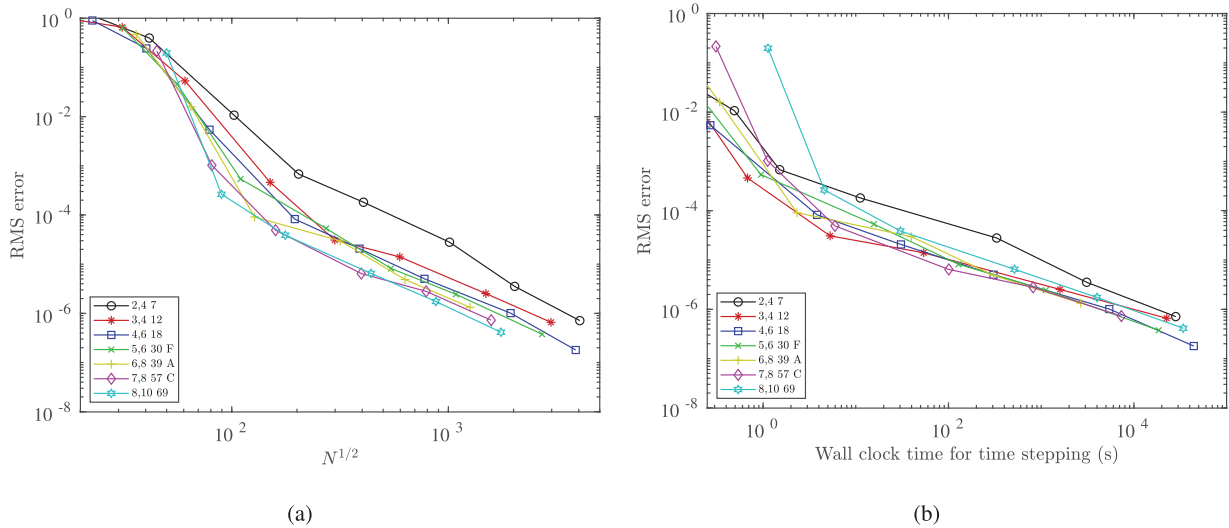 10^0
10^-2
10^-4
10^-6
10^-8
RMS error
2,4 7
3,4 12
4,6 18
5,6 30 F
6,8 39 A
7,8 57 C
8,10 69
10^2
10^3
N^1/2
(a)
10^0
10^-2
10^-4
10^-6
10^-8
RMS error
2,4 7
3,4 12
4,6 18
5,6 30 F
6,8 39 A
7,8 57 C
8,10 69
10^0
10^2
10^4
Wall clock time for time stepping (s)
(b)